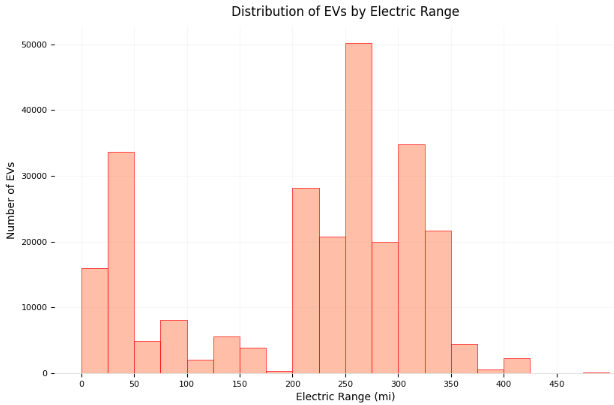 Distribution of EVs by Electric Range
50000
40000
30000
20000
10000
0
Number of EVs
0 50 100 150 200 250 300 350 400 450
Electric Range (mi)